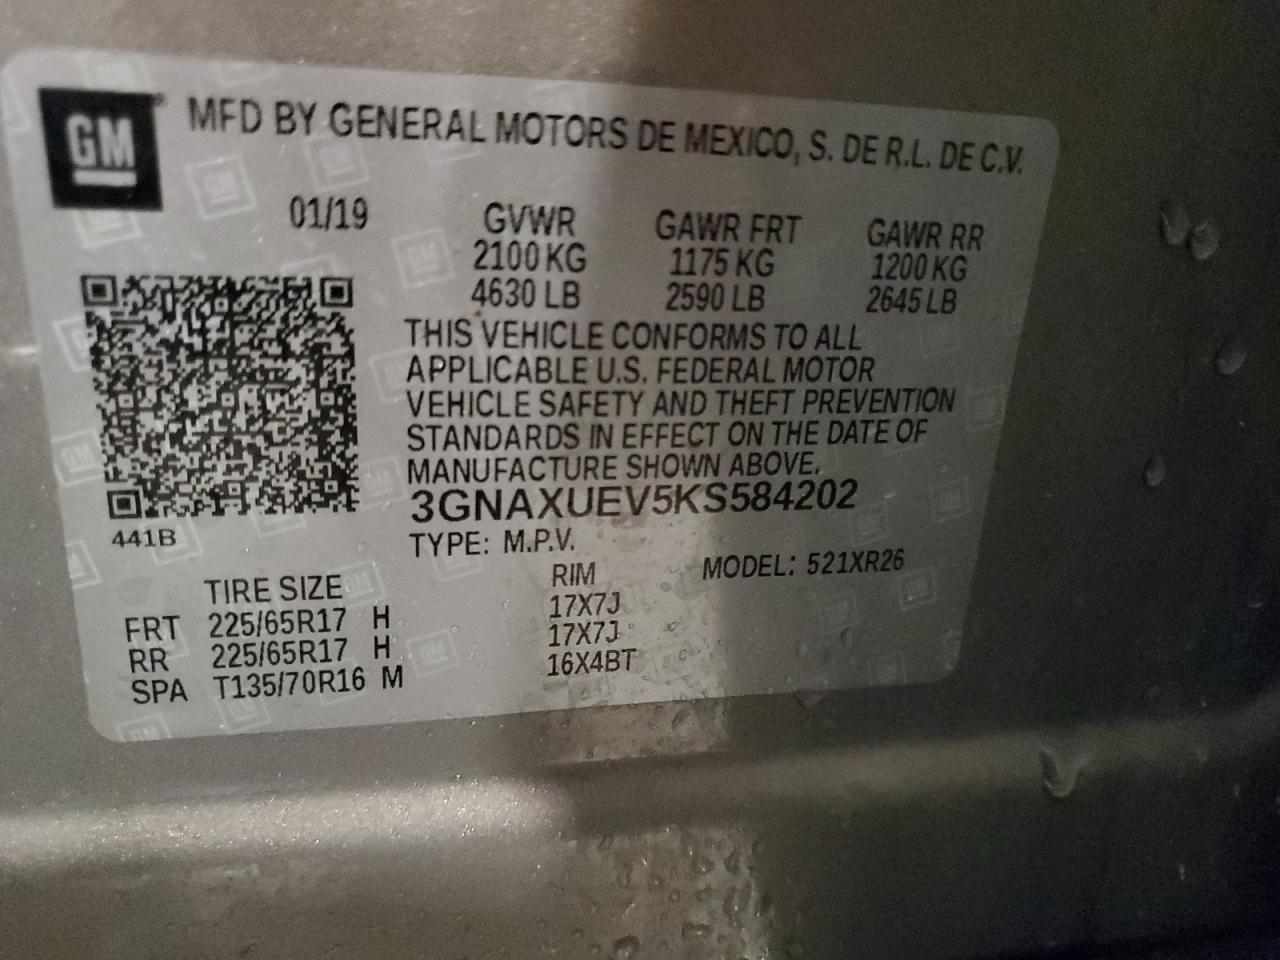 GM
MFD BY GENERAL MOTORS DE MEXICO, S. DE R.L. DE C.V.
01/19 GVWR GAWR FRT GAWR RR
2100 KG 1175 KG 1200 KG
4630 LB 2590 LB 2645 LB
THIS VEHICLE CONFORMS TO ALL
APPLICABLE U.S. FEDERAL MOTOR
VEHICLE SAFETY AND THEFT PREVENTION
STANDARDS IN EFFECT ON THE DATE OF
MANUFACTURE SHOWN ABOVE.
3GNAXUEV5KS584202
441B
TYPE: M.P.V. MODEL: 521XR26
TIRE SIZE RIM
FRT 225/65R17 H 17X7J
RR 225/65R17 H 17X7J
SPA T135/70R16 M 16X4BT